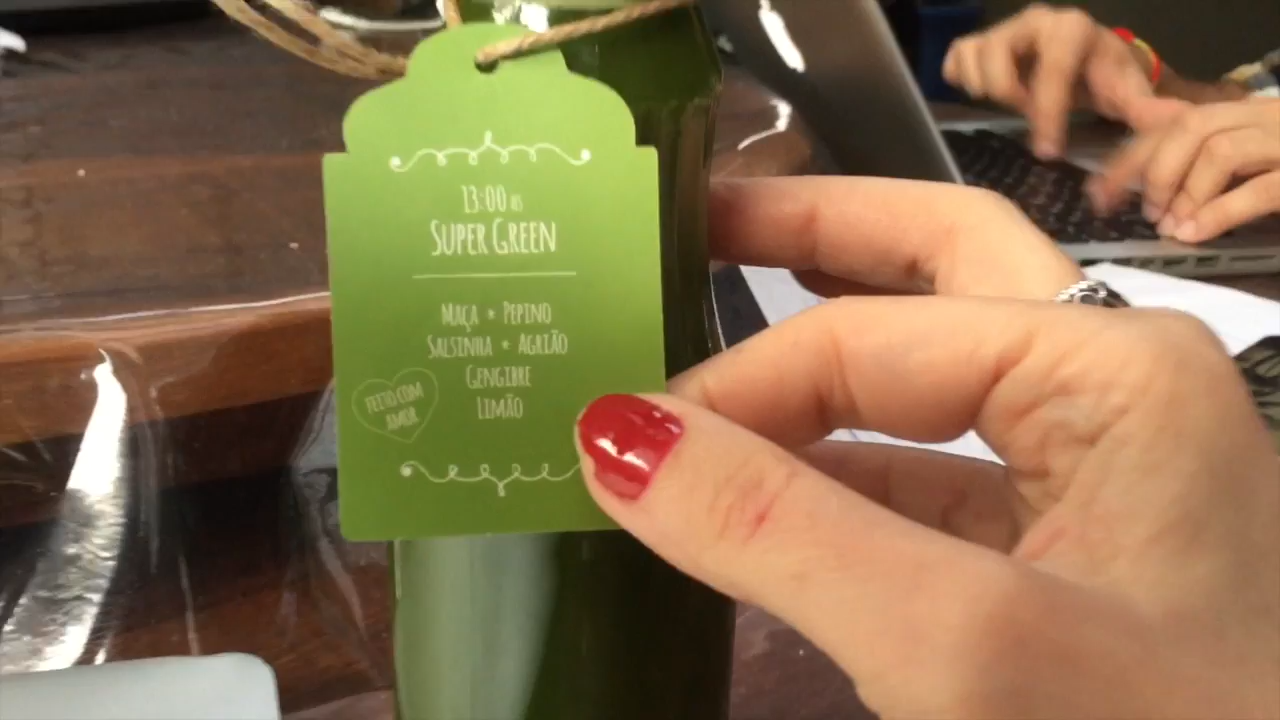 13:00 HS
SUPER GREEN
MAÇA * PEPINO
SALSINHA * AGRIÃO
GENGIBRE
LIMÃO
FEITO COM
AMOR